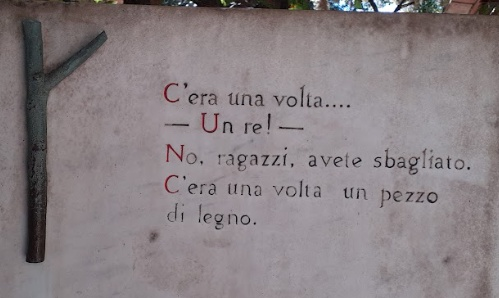 C'era una volta....
— Un re! —
No, ragazzi, avete sbagliato.
C'era una volta un pezzo
di legno.